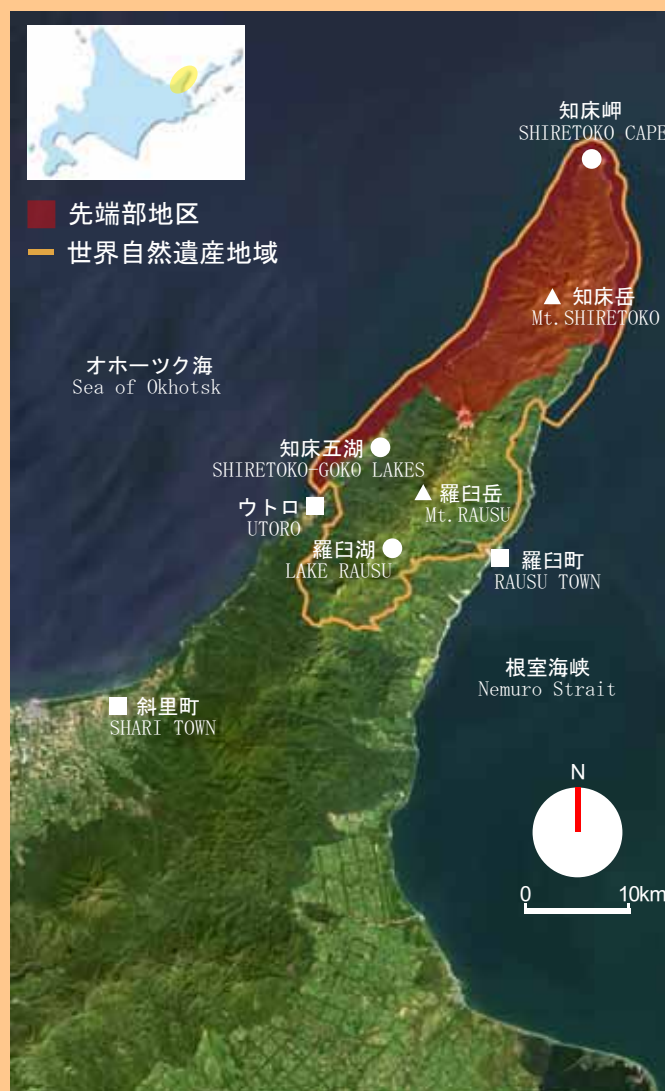 知床岬
SHIRETOKO CAPE
先端部地区
世界自然遺産地域
知床岳
Mt.SHIRETOKO
オホーツク海
Sea of Okhotsk
知床五湖
SHIRETOKO-GOKO LAKES
羅臼岳
Mt.RAUSU
ウトロ
UTORO
羅臼湖
LAKE RAUSU
羅臼町
RAUSU TOWN
根室海峡
Nemuro Strait
斜里町
SHARI TOWN
N
0 10km